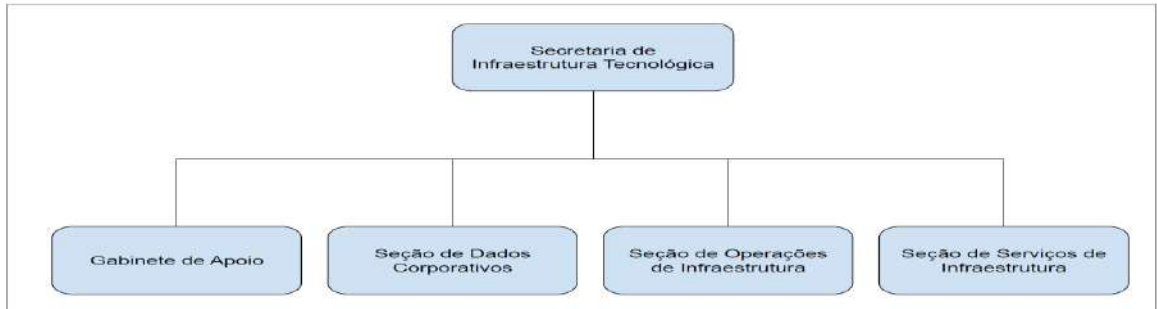 Secretaria de
Infraestrutura Tecnológica
Gabinete de Apoio
Seção de Dados
Corporativos
Seção de Operações
de Infraestrutura
Seção de Serviços de
Infraestrutura